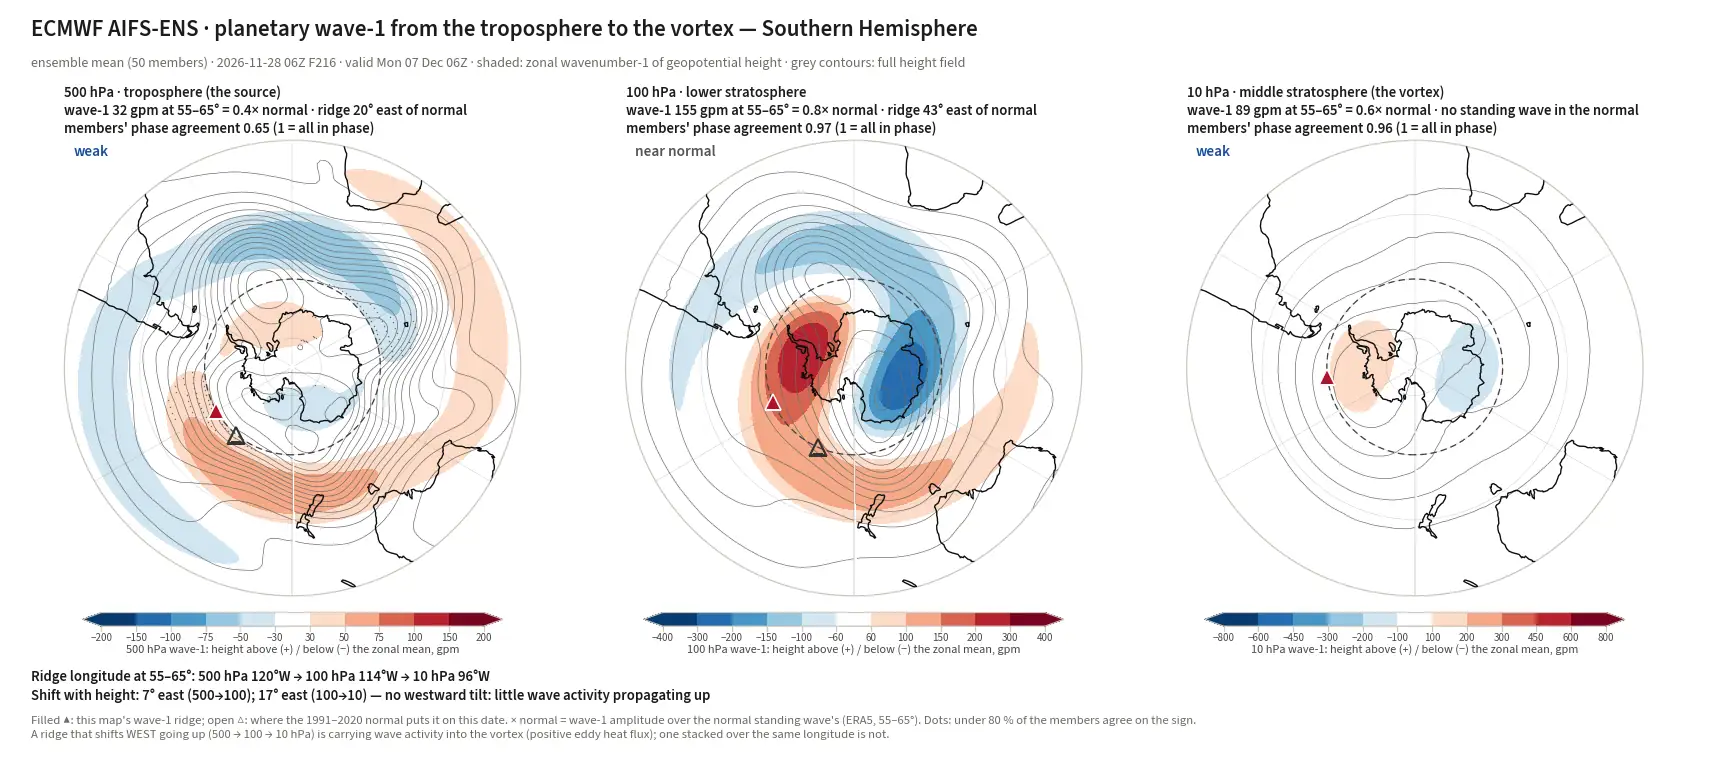 ECMWF AIFS-ENS · planetary wave-1 from the troposphere to the vortex — Southern Hemisphere
ensemble mean (50 members) · 2026-11-28 06Z F216 · valid Mon 07 Dec 06Z · shaded: zonal wavenumber-1 of geopotential height · grey contours: full height field
500 hPa · troposphere (the source)
wave-1 32 gpm at 55–65° = 0.4× normal · ridge 20° east of normal
members' phase agreement 0.65 (1 = all in phase)
weak
100 hPa · lower stratosphere
wave-1 155 gpm at 55–65° = 0.8× normal · ridge 43° east of normal
members' phase agreement 0.97 (1 = all in phase)
near normal
10 hPa · middle stratosphere (the vortex)
wave-1 89 gpm at 55–65° = 0.6× normal · no standing wave in the normal
members' phase agreement 0.96 (1 = all in phase)
weak
−200 −150 −100 −75 −50 −30 30 50 75 100 150 200
500 hPa wave-1: height above (+) / below (−) the zonal mean, gpm
−400 −300 −200 −150 −100 −60 60 100 150 200 300 400
100 hPa wave-1: height above (+) / below (−) the zonal mean, gpm
−800 −600 −450 −300 −200 −100 100 200 300 450 600 800
10 hPa wave-1: height above (+) / below (−) the zonal mean, gpm
Ridge longitude at 55–65°: 500 hPa 120°W → 100 hPa 114°W → 10 hPa 96°W
Shift with height: 7° east (500→100); 17° east (100→10) — no westward tilt: little wave activity propagating up
Filled ▲: this map's wave-1 ridge; open △: where the 1991–2020 normal puts it on this date. × normal = wave-1 amplitude over the normal standing wave's (ERA5, 55–65°). Dots: under 80 % of the members agree on the sign.
A ridge that shifts WEST going up (500 → 100 → 10 hPa) is carrying wave activity into the vortex (positive eddy heat flux); one stacked over the same longitude is not.